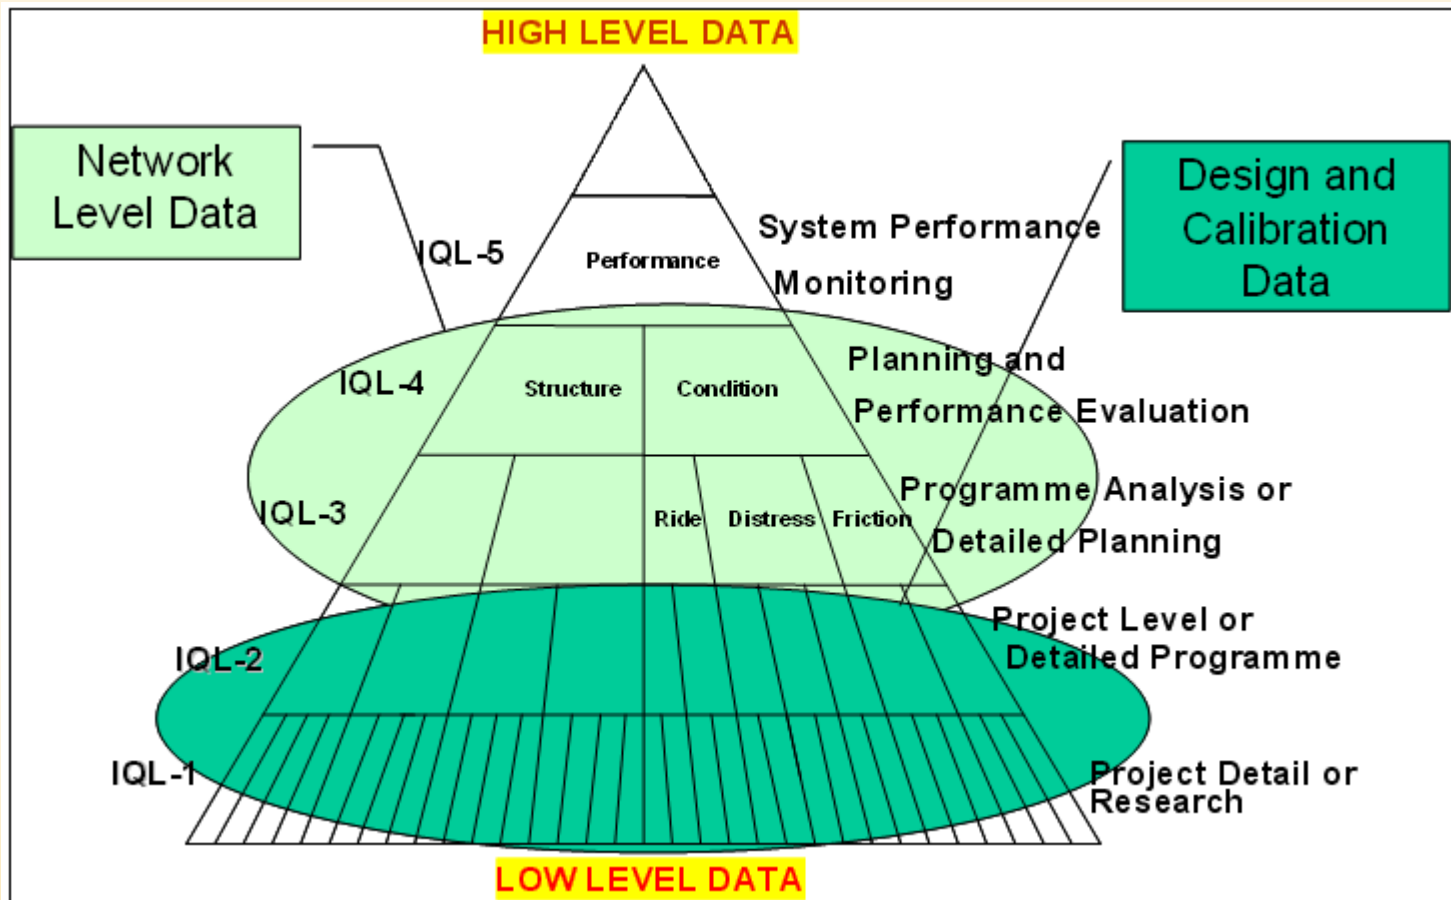 HIGH LEVEL DATA
Network
Level Data
Design and
Calibration
Data
IQL-5
Performance
System Performance
Monitoring
IQL-4
Structure
Condition
Planning and
Performance Evaluation
IQL-3
Ride
Distress
Friction
Programme Analysis or
Detailed Planning
IQL-2
Project Level or
Detailed Programme
IQL-1
Project Detail or
Research
LOW LEVEL DATA